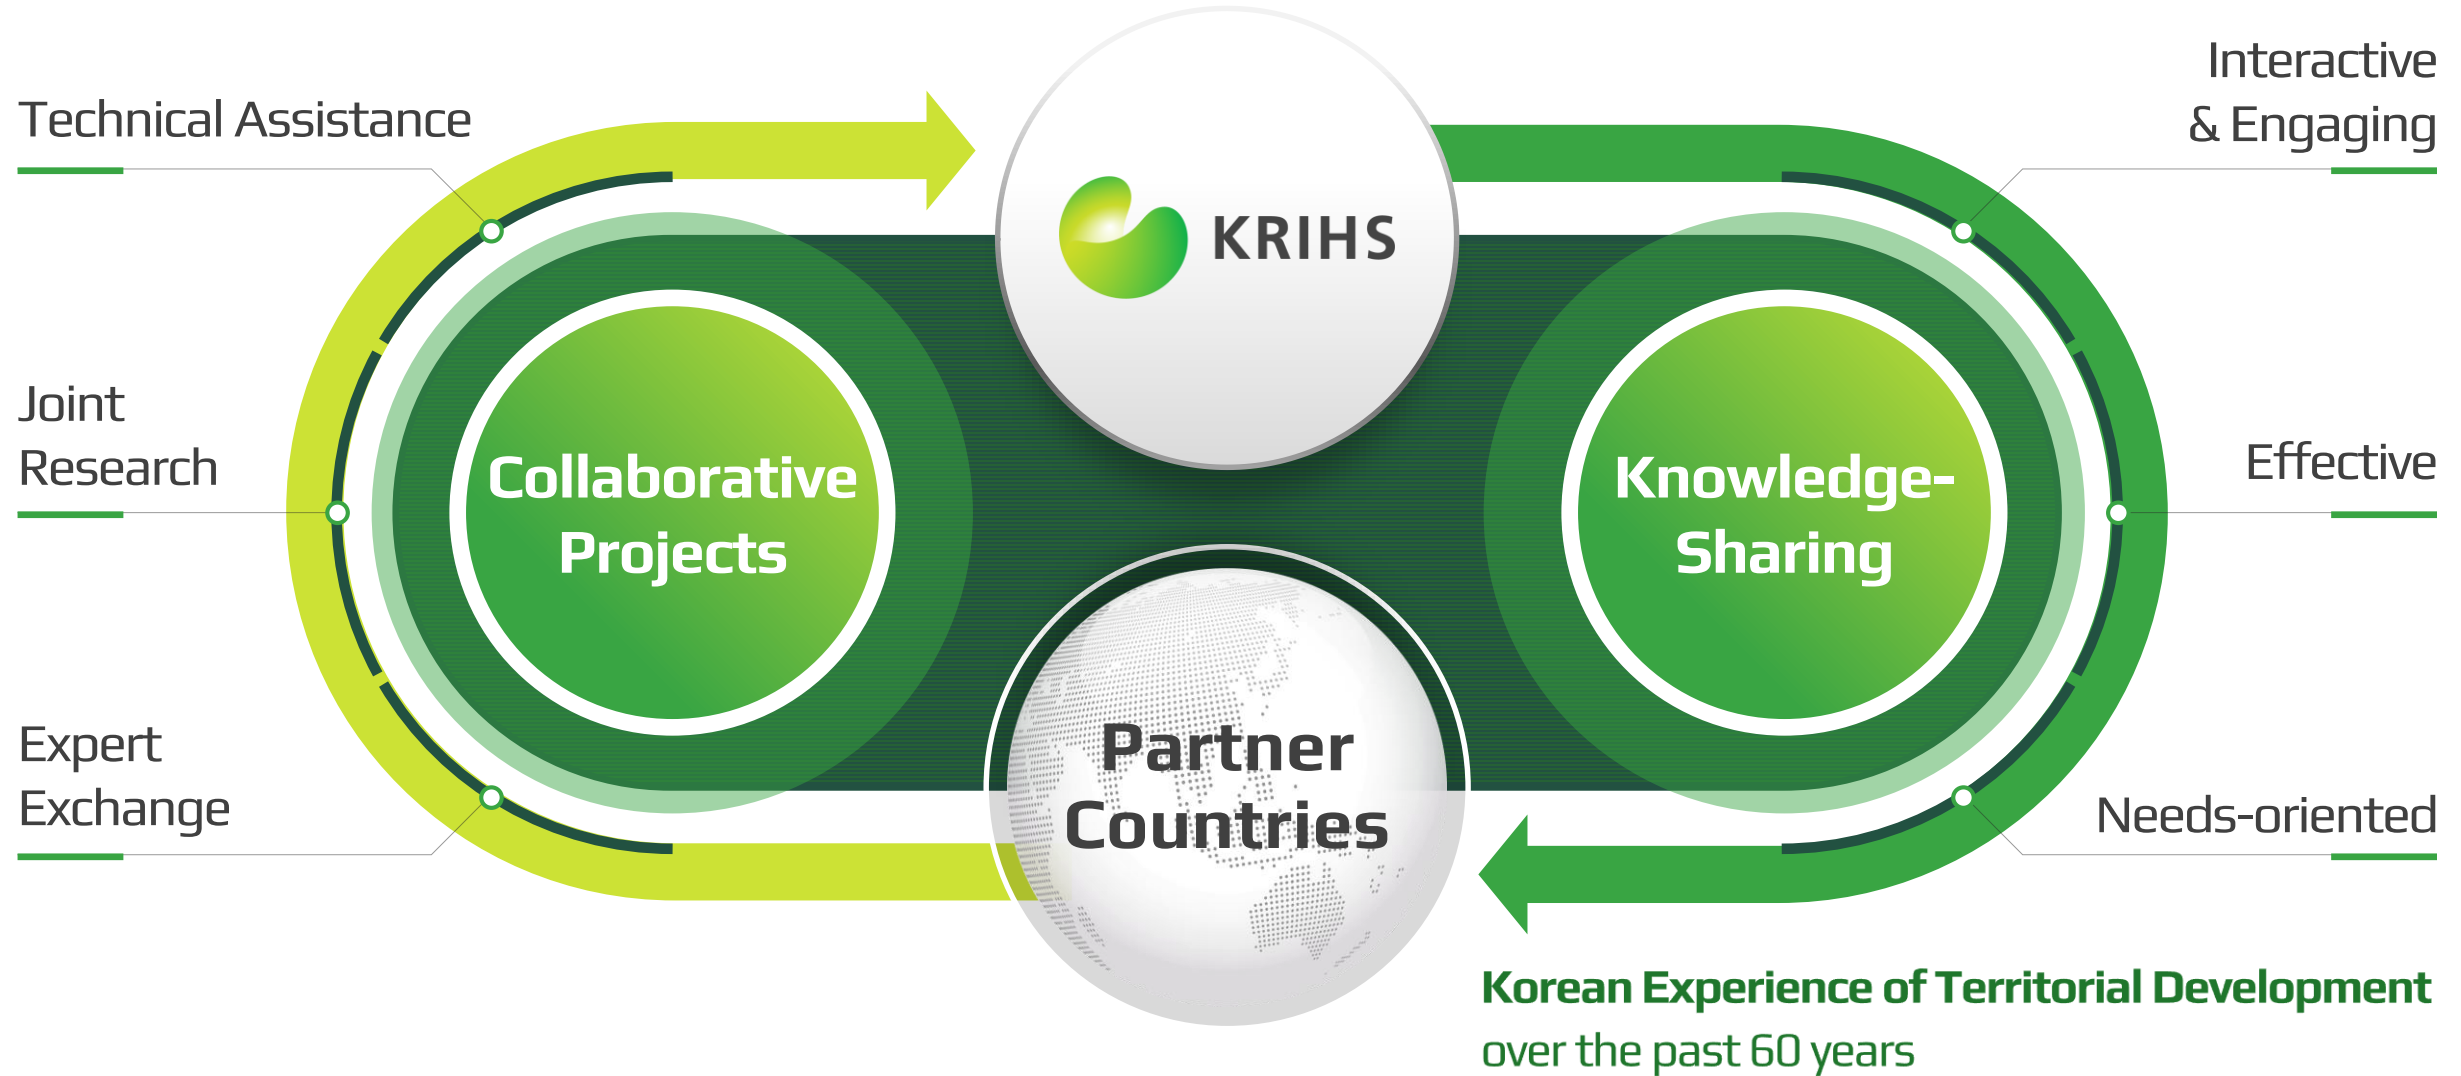 Technical Assistance
Joint
Research
Expert
Exchange
Collaborative
Projects
KRIHS
Partner
Countries
Knowledge-
Sharing
Interactive
& Engaging
Effective
Needs-oriented
Korean Experience of Territorial Development
over the past 60 years